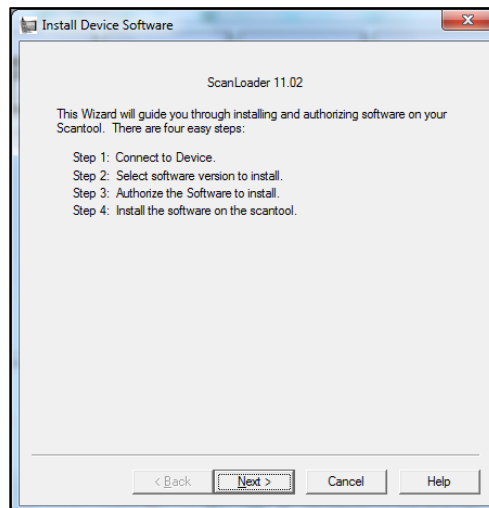 Install Device Software
ScanLoader 11.02
This Wizard will guide you through installing and authorizing software on your
Scantool.  There are four easy steps:
Step 1:  Connect to Device.
Step 2:  Select software version to install.
Step 3:  Authorize the Software to install.
Step 4:  Install the software on the scantool.
< Back Next > Cancel Help